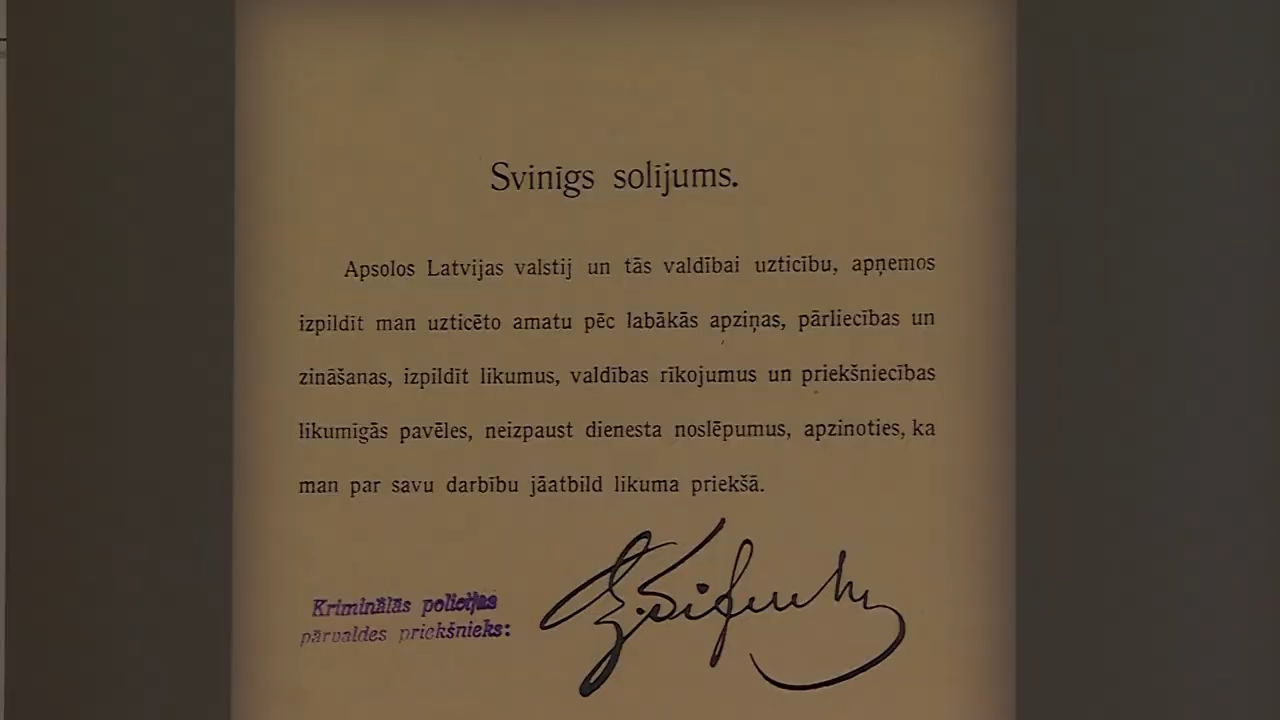 Svinīgs solījums.
Apsolos Latvijas valstij un tās valdībai uzticību, apņemos
izpildīt man uzticēto amatu pēc labākās apziņas, pārliecības un
zināšanas, izpildīt likumus, valdības rīkojumus un priekšniecības
likumīgās pavēles, neizpaust dienesta noslēpumus, apzinoties, ka
man par savu darbību jāatbild likuma priekšā.
Kriminālās policijas
pārvaldes priekšnieks: